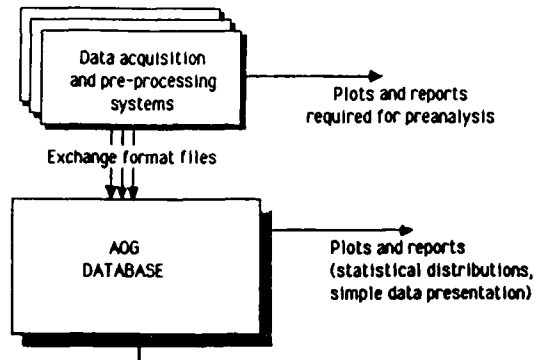 Data acquisition
and pre-processing
systems
Plots and reports
required for preanalysis
Exchange format files
AOG
DATABASE
Plots and reports
(statistical distributions,
simple data presentation)